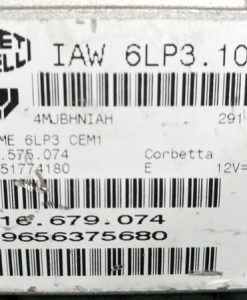 IAW 6LP3.10
4MJBHNIAH 291
ME 6LP3 CEM1
.575.074 Corbetta
51774180 E 12V=
16.679.074
9656375680